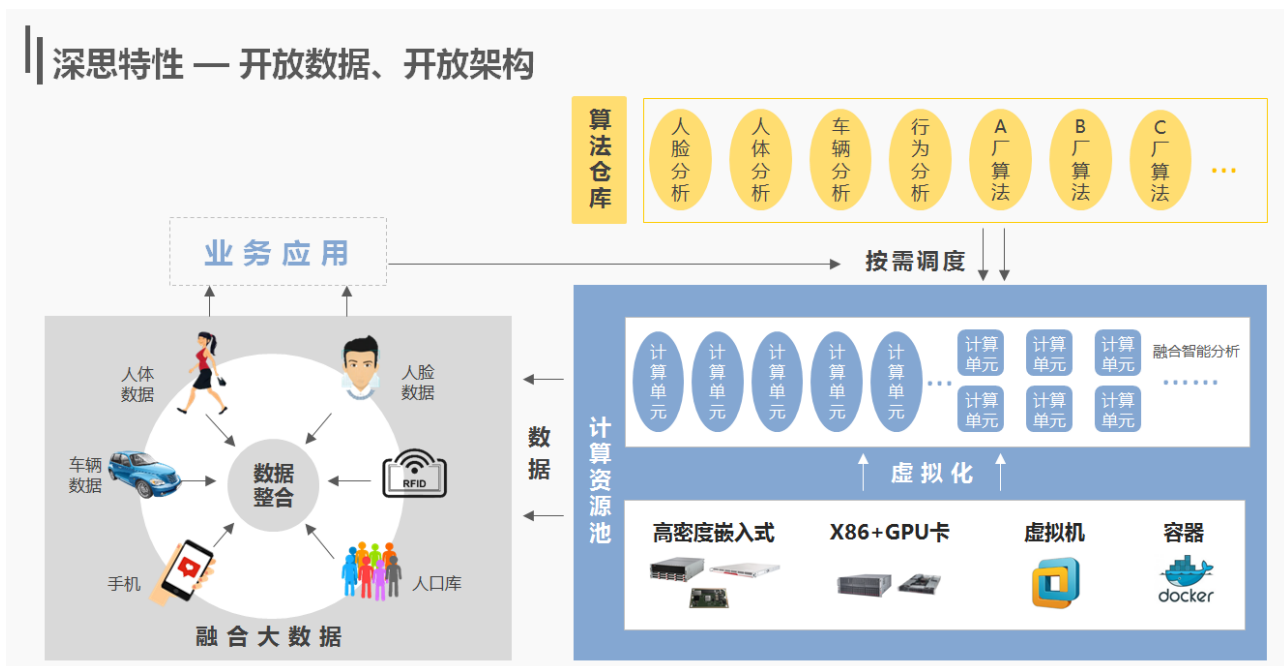 深思特性 — 开放数据、开放架构
算法仓库
人脸分析
人体分析
车辆分析
行为分析
A厂算法
B厂算法
C厂算法
...
业务应用
按需调度
人体
数据
人脸
数据
车辆
数据
数据
整合
RFID
手机
人口库
融合大数据
数据
计算资源池
计算单元
计算单元
计算单元
计算单元
计算单元
...
计算
单元
计算
单元
计算
单元
融合智能分析
......
计算
单元
计算
单元
计算
单元
虚拟化
高密度嵌入式
X86+GPU卡
虚拟机
容器
docker